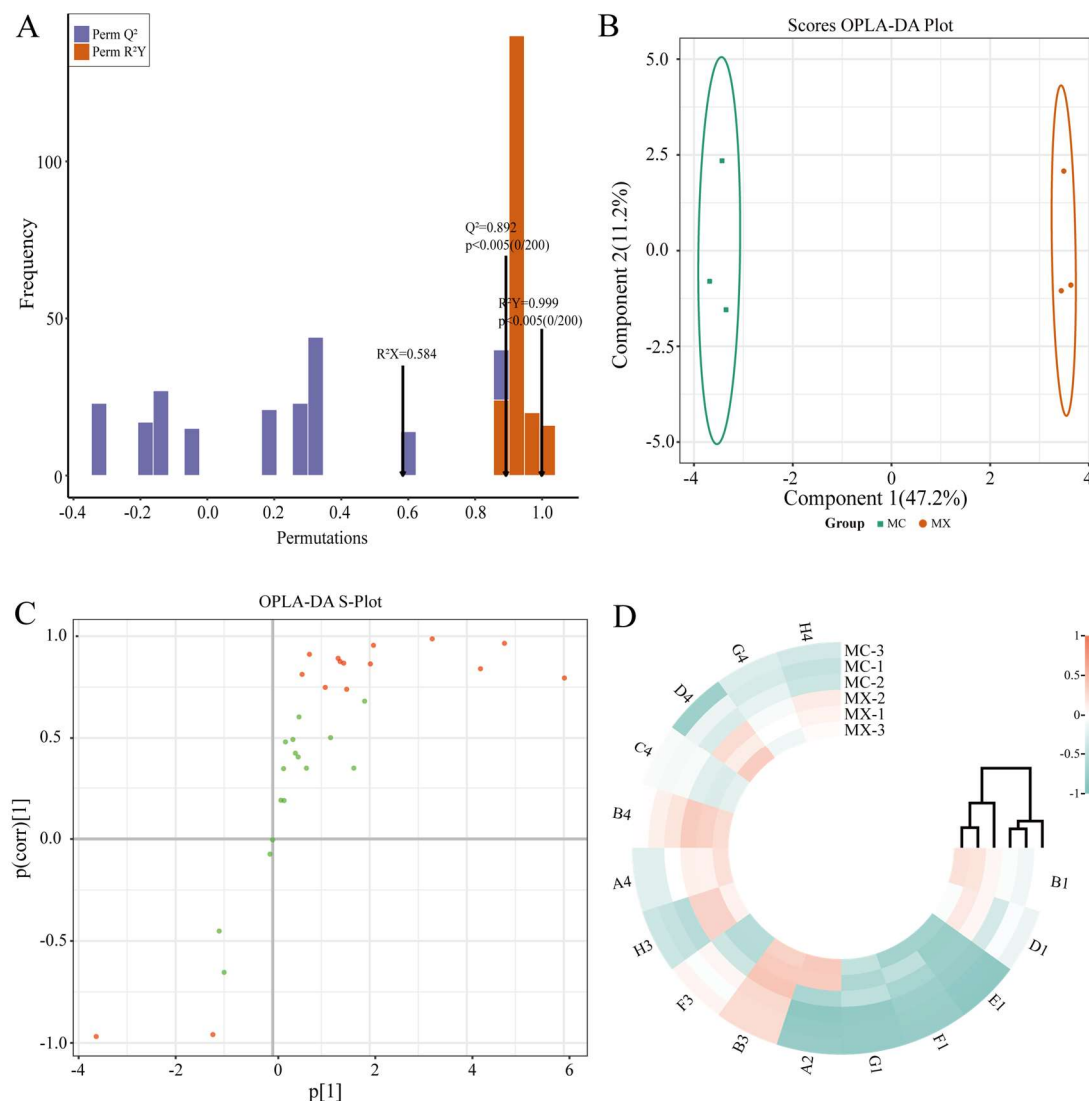 A
Perm Q²
Perm R²Y
100
50
0
Frequency
Q²=0.892
p<0.005(0/200)
R²Y=0.999
p<0.005(0/200)
R²X=0.584
-0.4
-0.2
0.0
0.2
0.4
0.6
0.8
1.0
Permutations
B
Scores OPLA-DA Plot
5.0
2.5
0.0
-2.5
-5.0
Component 2(11.2%)
-4
-2
0
2
4
Component 1(47.2%)
Group MC MX
C
OPLA-DA S-Plot
1.0
0.5
0.0
-0.5
-1.0
p(corr)[1]
-4
-2
0
2
4
6
p[1]
D
H4
G4
D4
C4
B4
A4
H3
F3
B3
A2
G1
F1
E1
D1
B1
MC-3
MC-1
MC-2
MX-2
MX-1
MX-3
1
0.5
0
-0.5
-1